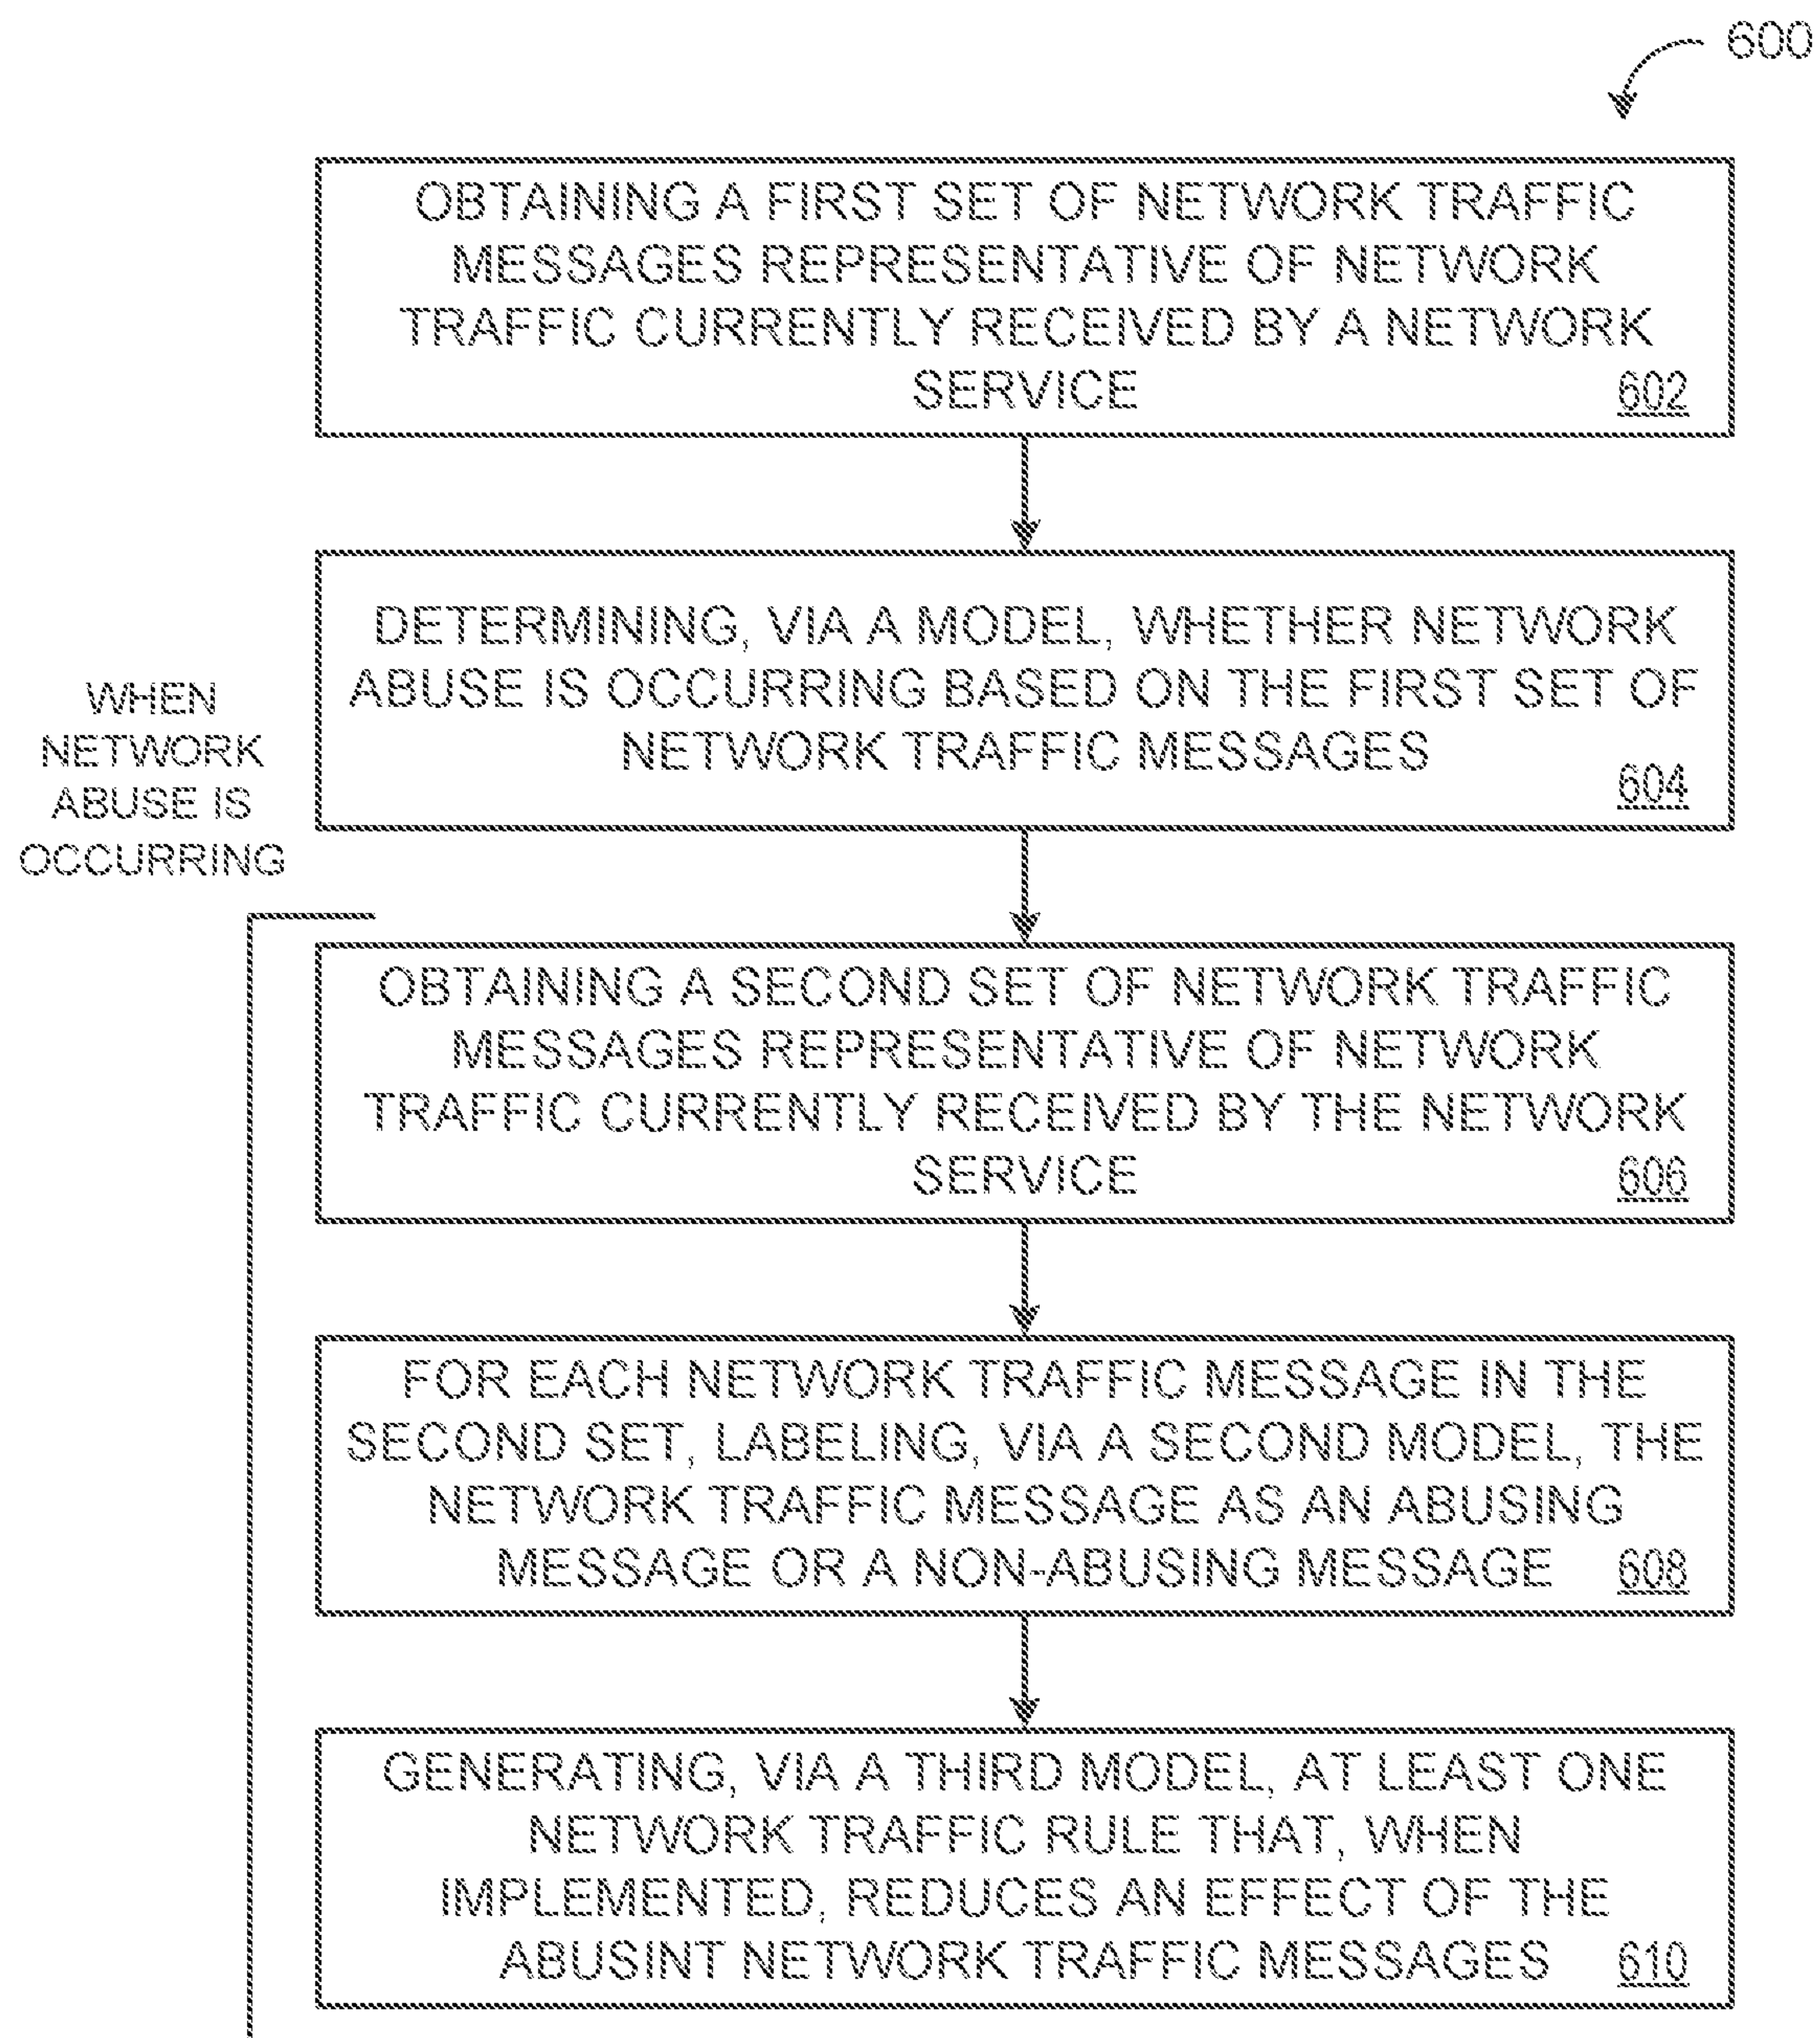 600
OBTAINING A FIRST SET OF NETWORK TRAFFIC
MESSAGES REPRESENTATIVE OF NETWORK
TRAFFIC CURRENTLY RECEIVED BY A NETWORK
SERVICE 602
DETERMINING, VIA A MODEL, WHETHER NETWORK
ABUSE IS OCCURRING BASED ON THE FIRST SET OF
NETWORK TRAFFIC MESSAGES
604
WHEN
NETWORK
ABUSE IS
OCCURRING
OBTAINING A SECOND SET OF NETWORK TRAFFIC
MESSAGES REPRESENTATIVE OF NETWORK
TRAFFIC CURRENTLY RECEIVED BY THE NETWORK
SERVICE 606
FOR EACH NETWORK TRAFFIC MESSAGE IN THE
SECOND SET, LABELING, VIA A SECOND MODEL, THE
NETWORK TRAFFIC MESSAGE AS AN ABUSING
MESSAGE OR A NON-ABUSING MESSAGE 608
GENERATING, VIA A THIRD MODEL, AT LEAST ONE
NETWORK TRAFFIC RULE THAT, WHEN
IMPLEMENTED, REDUCES AN EFFECT OF THE
ABUSINT NETWORK TRAFFIC MESSAGES 610